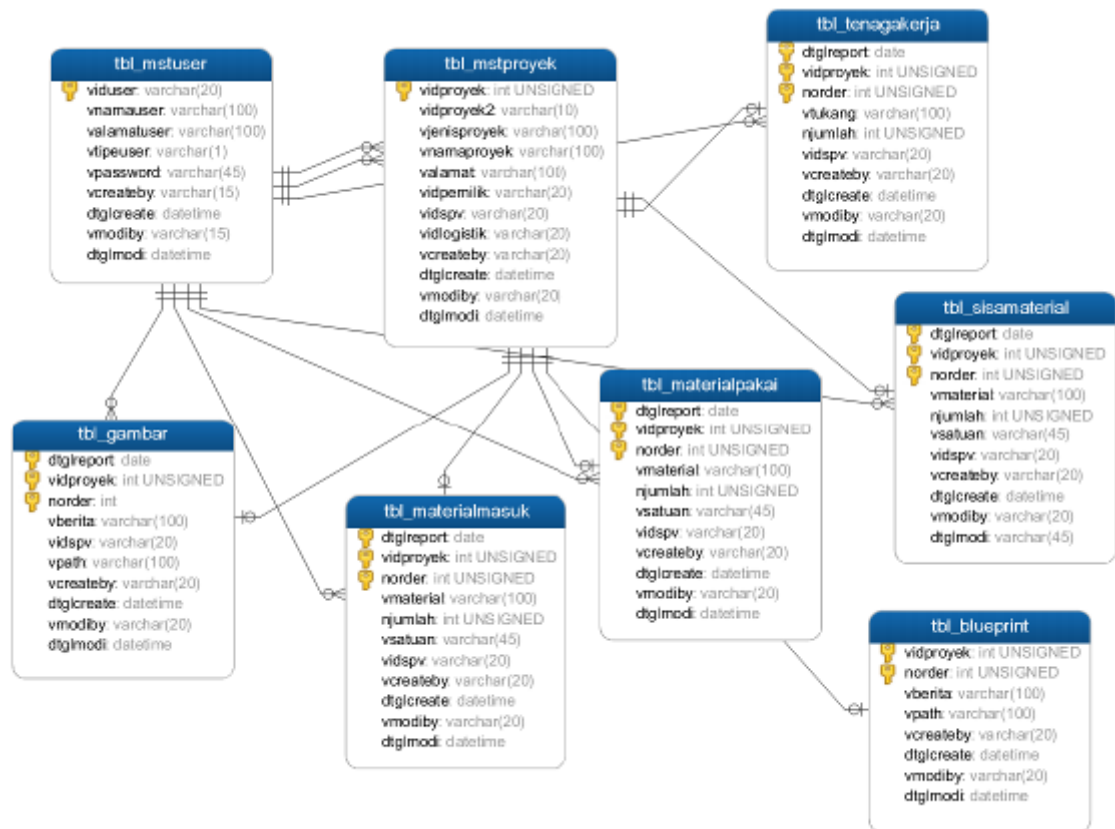 tbl_mstuser
viduser: varchar(20)
vnamauser: varchar(100)
valamatuser: varchar(100)
vtipeuser: varchar(1)
vpassword: varchar(45)
vcreateby: varchar(15)
dtglcreate: datetime
vmodiby: varchar(15)
dtglmodi: datetime
tbl_mstproyek
vidproyek: int UNSIGNED
vidproyek2: varchar(10)
vjenisproyek: varchar(100)
vnamaproyek: varchar(100)
valamat: varchar(100)
vidpemilik: varchar(20)
vidspv: varchar(20)
vidlogistik: varchar(20)
vcreateby: varchar(20)
dtglcreate: datetime
vmodiby: varchar(20)
dtglmodi: datetime
tbl_tenagakerja
dtglreport: date
vidproyek: int UNSIGNED
norder: int UNSIGNED
vtukang: varchar(100)
njumlah: int UNSIGNED
vidspv: varchar(20)
vcreateby: varchar(20)
dtglcreate: datetime
vmodiby: varchar(20)
dtglmodi: datetime
tbl_sisamaterial
dtglreport: date
vidproyek: int UNSIGNED
norder: int UNSIGNED
vmaterial: varchar(100)
njumlah: int UNSIGNED
vsatuan: varchar(45)
vidspv: varchar(20)
vcreateby: varchar(20)
dtglcreate: datetime
vmodiby: varchar(20)
dtglmodi: varchar(45)
tbl_materialpakai
dtglreport: date
vidproyek: int UNSIGNED
norder: int UNSIGNED
vmaterial: varchar(100)
njumlah: int UNSIGNED
vsatuan: varchar(45)
vidspv: varchar(20)
vcreateby: varchar(20)
dtglcreate: datetime
vmodiby: varchar(20)
dtglmodi: datetime
tbl_gambar
dtglreport: date
vidproyek: int UNSIGNED
norder: int
vberita: varchar(100)
vidspv: varchar(20)
vpath: varchar(100)
vcreateby: varchar(20)
dtglcreate: datetime
vmodiby: varchar(20)
dtglmodi: datetime
tbl_materialmasuk
dtglreport: date
vidproyek: int UNSIGNED
norder: int UNSIGNED
vmaterial: varchar(100)
njumlah: int UNSIGNED
vsatuan: varchar(45)
vidspv: varchar(20)
vcreateby: varchar(20)
dtglcreate: datetime
vmodiby: varchar(20)
dtglmodi: datetime
tbl_blueprint
vidproyek: int UNSIGNED
norder: int UNSIGNED
vberita: varchar(100)
vpath: varchar(100)
vcreateby: varchar(20)
dtglcreate: datetime
vmodiby: varchar(20)
dtglmodi: datetime